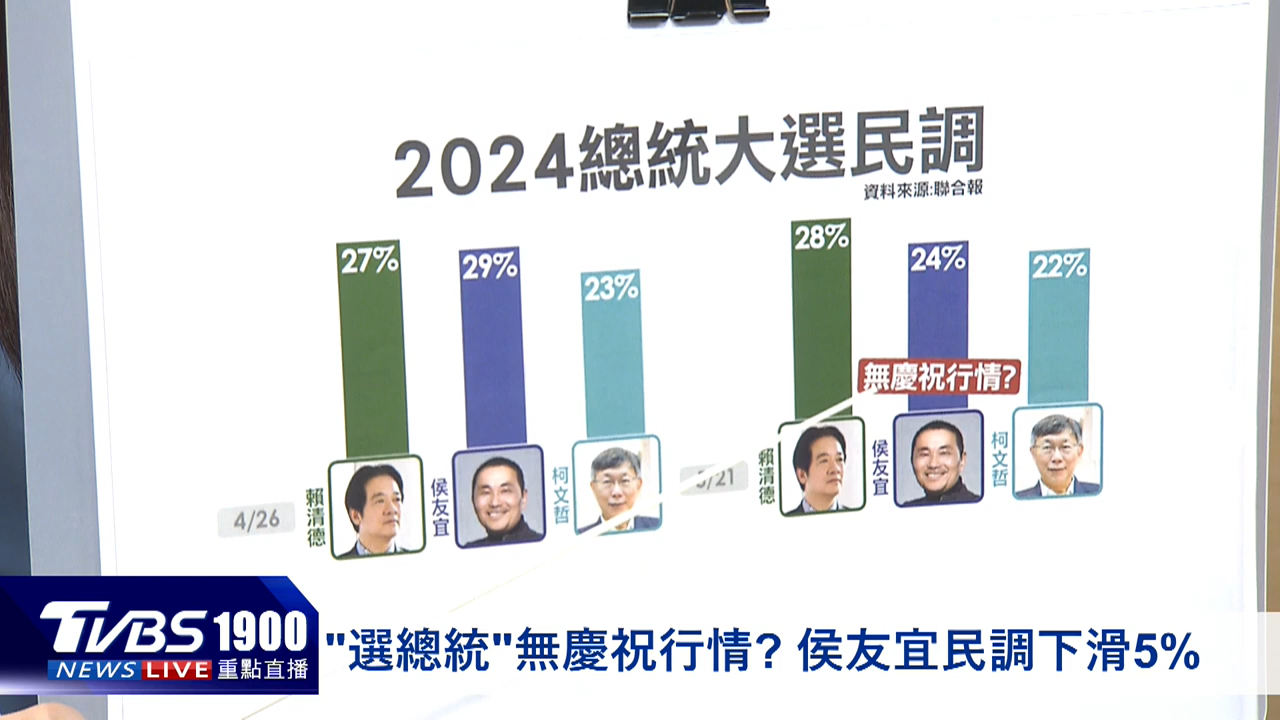 2024總統大選民調
資料來源:聯合報
27%
29%
23%
28%
24%
22%
無慶祝行情?
4/26
賴清德
侯友宜
柯文哲
/21
賴清德
侯友宜
柯文哲
TVBS 1900
NEWS LIVE 重點直播
"選總統"無慶祝行情? 侯友宜民調下滑5%